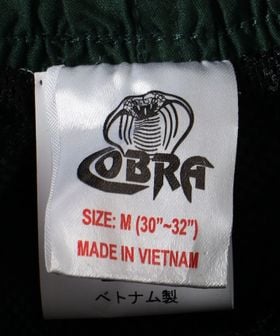 COBRA
SIZE: M (30"~32")
MADE IN VIETNAM
ベトナム製